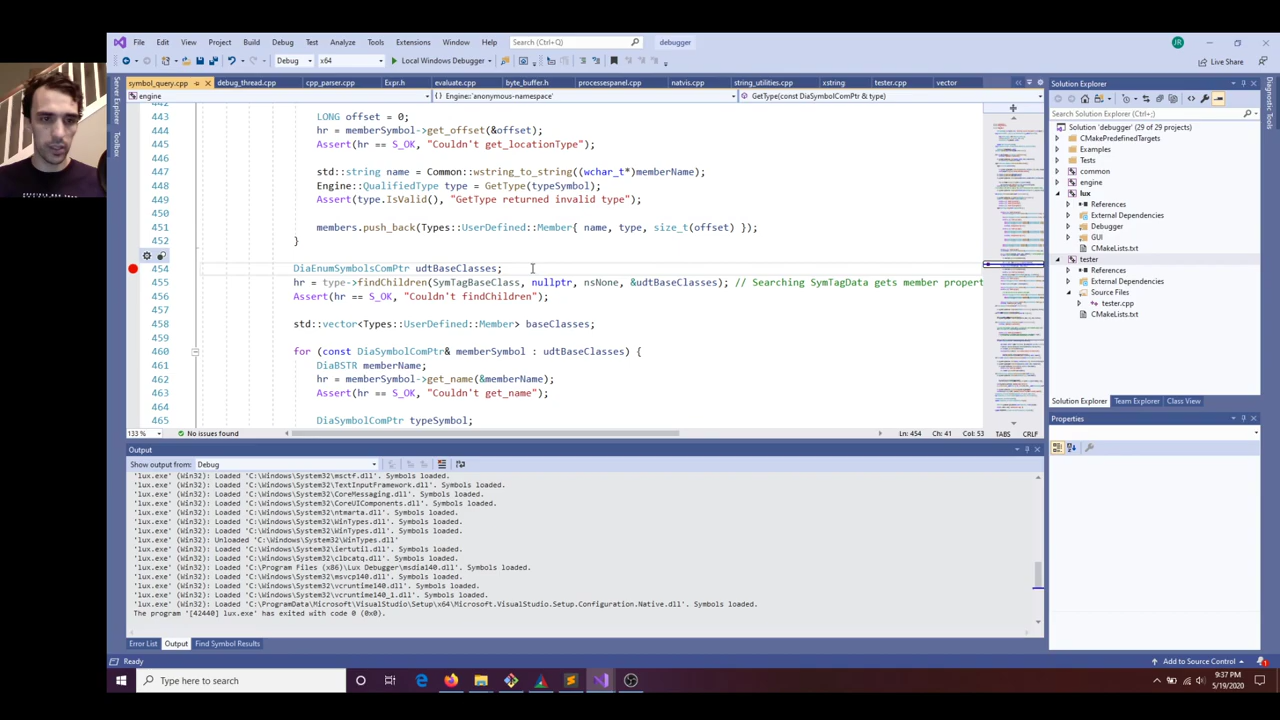 File Edit View Project Build Debug Test Analyze Tools Extensions Window Help Search (Ctrl+Q) debugger JR
Debug x64 Local Windows Debugger Live Share
symbol_query.cpp debug_thread.cpp cpp_parser.cpp Expr.h evaluate.cpp byte_buffer.h processespanel.cpp natvis.cpp string_utilities.cpp xstring tester.cpp vector
engine Engine::`anonymous-namespace' GetType(const DiaSymbolComPtr & type)
442
443 LONG offset = 0;
444 hr = memberSymbol->get_offset(&offset);
445 Assert(hr == S_OK, "Couldn't get_locationType");
446
447 std::string name = Common::wstring_to_string((wchar_t*)memberName);
448 Engine::QualifiedType type = GetType(typeSymbol);
449 Assert(type.IsValid(), "GetType returned invalid type");
450
451 members.push_back(Types::UserDefined::Member{ name, type, size_t(offset) });
452 }
454 DiaEnumSymbolsComPtr udtBaseClasses;
455 ->findChildren(SymTagBaseClass, nullptr, nsNone, &udtBaseClasses); // Searching SymTagData gets member propert
456 Assert(hr == S_OK, "Couldn't findChildren");
457
458 std::vector<Types::UserDefined::Member> baseClasses;
459
460 for (const DiaSymbolComPtr& memberSymbol : udtBaseClasses) {
461 DiaBSTR memberName;
462 hr = memberSymbol->get_name(&memberName);
463 Assert(hr == S_OK, "Couldn't get_name");
464
465 DiaSymbolComPtr typeSymbol;
133 % No issues found Ln: 454 Ch: 41 Col: 53 TABS CRLF
Output
Show output from: Debug
'lux.exe' (Win32): Loaded 'C:\Windows\System32\msctf.dll'. Symbols loaded.
'lux.exe' (Win32): Loaded 'C:\Windows\System32\TextInputFramework.dll'. Symbols loaded.
'lux.exe' (Win32): Loaded 'C:\Windows\System32\CoreMessaging.dll'. Symbols loaded.
'lux.exe' (Win32): Loaded 'C:\Windows\System32\CoreUIComponents.dll'. Symbols loaded.
'lux.exe' (Win32): Loaded 'C:\Windows\System32\ntmarta.dll'. Symbols loaded.
'lux.exe' (Win32): Loaded 'C:\Windows\System32\WinTypes.dll'. Symbols loaded.
'lux.exe' (Win32): Loaded 'C:\Windows\System32\WinTypes.dll'. Symbols loaded.
'lux.exe' (Win32): Unloaded 'C:\Windows\System32\WinTypes.dll'
'lux.exe' (Win32): Loaded 'C:\Windows\System32\iertutil.dll'. Symbols loaded.
'lux.exe' (Win32): Loaded 'C:\Windows\System32\clbcatq.dll'. Symbols loaded.
'lux.exe' (Win32): Loaded 'C:\Program Files (x86)\Lux Debugger\msdia140.dll'. Symbols loaded.
'lux.exe' (Win32): Loaded 'C:\Windows\System32\msvcp140.dll'. Symbols loaded.
'lux.exe' (Win32): Loaded 'C:\Windows\System32\vcruntime140.dll'. Symbols loaded.
'lux.exe' (Win32): Loaded 'C:\Windows\System32\vcruntime140_1.dll'. Symbols loaded.
'lux.exe' (Win32): Loaded 'C:\ProgramData\Microsoft\VisualStudio\Setup\x64\Microsoft.VisualStudio.Setup.Configuration.Native.dll'. Symbols loaded.
The program '[42440] lux.exe' has exited with code 0 (0x0).
Error List Output Find Symbol Results
Ready Add to Source Control
Type here to search
9:37 PM
5/19/2020
Server Explorer
Toolbox
Solution Explorer
Search Solution Explorer (Ctrl+;)
Solution 'debugger' (29 of 29 projects)
CMakePredefinedTargets
Examples
Tests
common
engine
lux
References
External Dependencies
GUI
CMakeLists.txt
tester
References
External Dependencies
Source Files
tester.cpp
CMakeLists.txt
Solution Explorer Team Explorer Class View
Properties
Diagnostic Tools